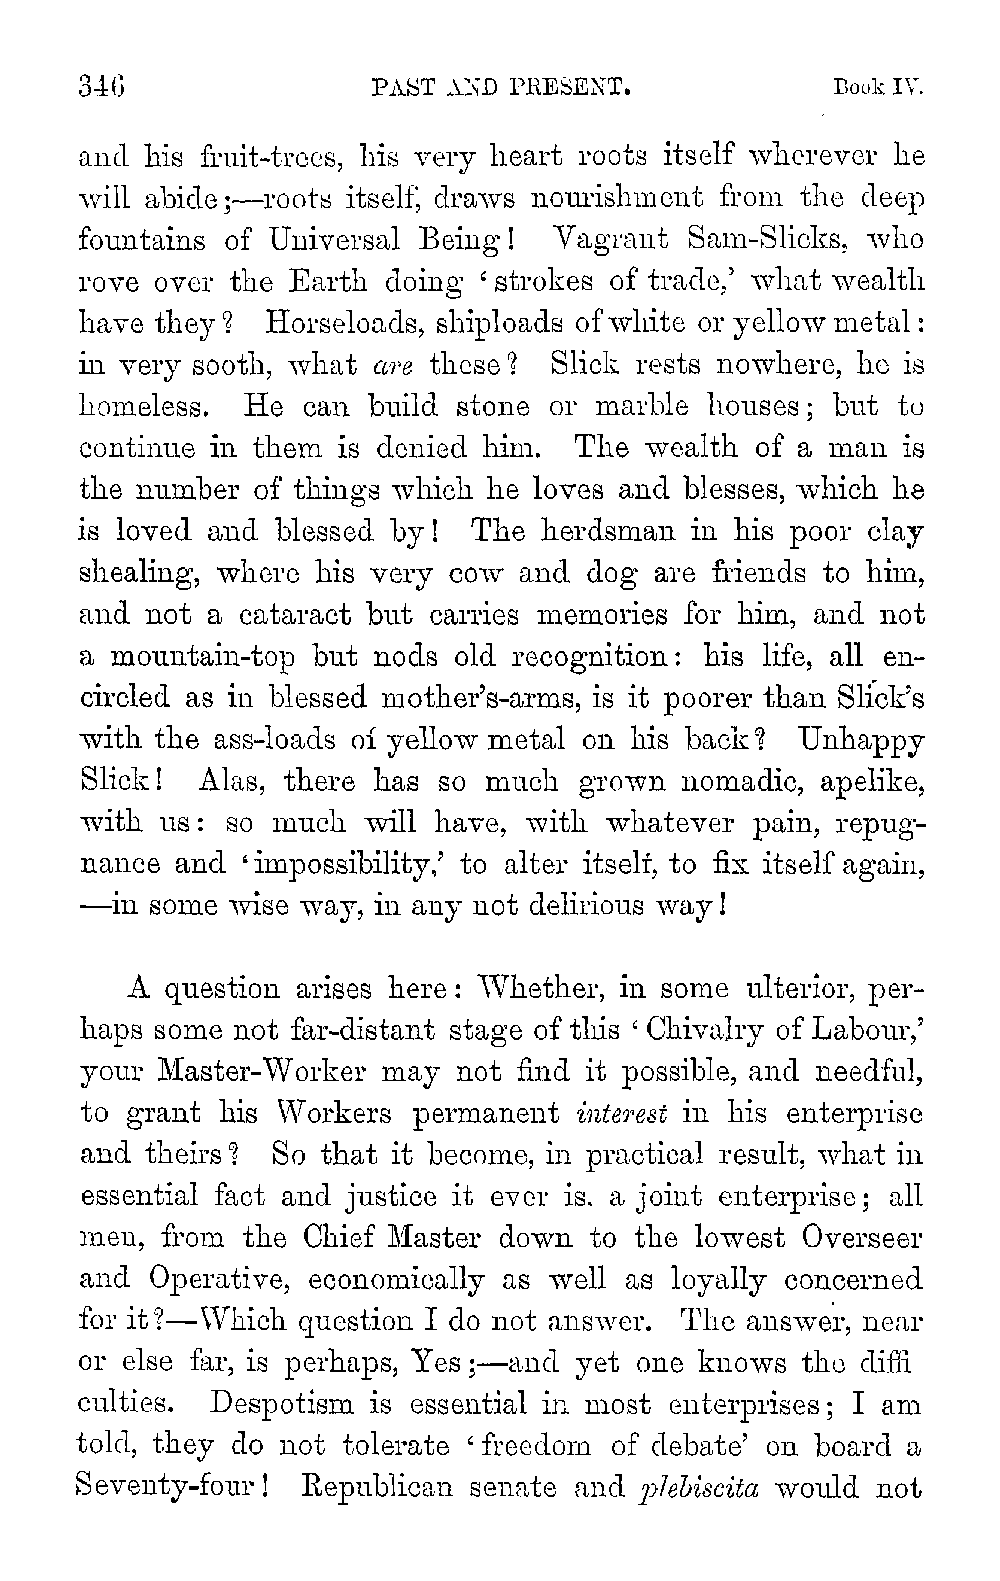 346 PAST AND PRESENT. Book IV.
and his fruit-trees, his very heart roots itself wherever he
will abide;—roots itself, draws nourishment from the deep
fountains of Universal Being! Vagrant Sam-Slicks, who
rove over the Earth doing ‘strokes of trade,’ what wealth
have they? Horseloads, shiploads of white or yellow metal:
in very sooth, what are these? Slick rests nowhere, he is
homeless. He can build stone or marble houses; but to
continue in them is denied him. The wealth of a man is
the number of things which he loves and blesses, which he
is loved and blessed by! The herdsman in his poor clay
shealing, where his very cow and dog are friends to him,
and not a cataract but carries memories for him, and not
a mountain-top but nods old recognition: his life, all en-
circled as in blessed mother’s-arms, is it poorer than Slick’s
with the ass-loads of yellow metal on his back? Unhappy
Slick! Alas, there has so much grown nomadic, apelike,
with us: so much will have, with whatever pain, repug-
nance and ‘impossibility,’ to alter itself, to fix itself again,
—in some wise way, in any not delirious way!
A question arises here: Whether, in some ulterior, per-
haps some not far-distant stage of this ‘Chivalry of Labour,’
your Master-Worker may not find it possible, and needful,
to grant his Workers permanent interest in his enterprise
and theirs? So that it become, in practical result, what in
essential fact and justice it ever is, a joint enterprise; all
men, from the Chief Master down to the lowest Overseer
and Operative, economically as well as loyally concerned
for it?—Which question I do not answer. The answer, near
or else far, is perhaps, Yes;—and yet one knows the diffi
culties. Despotism is essential in most enterprises; I am
told, they do not tolerate ‘freedom of debate’ on board a
Seventy-four! Republican senate and plebiscita would not